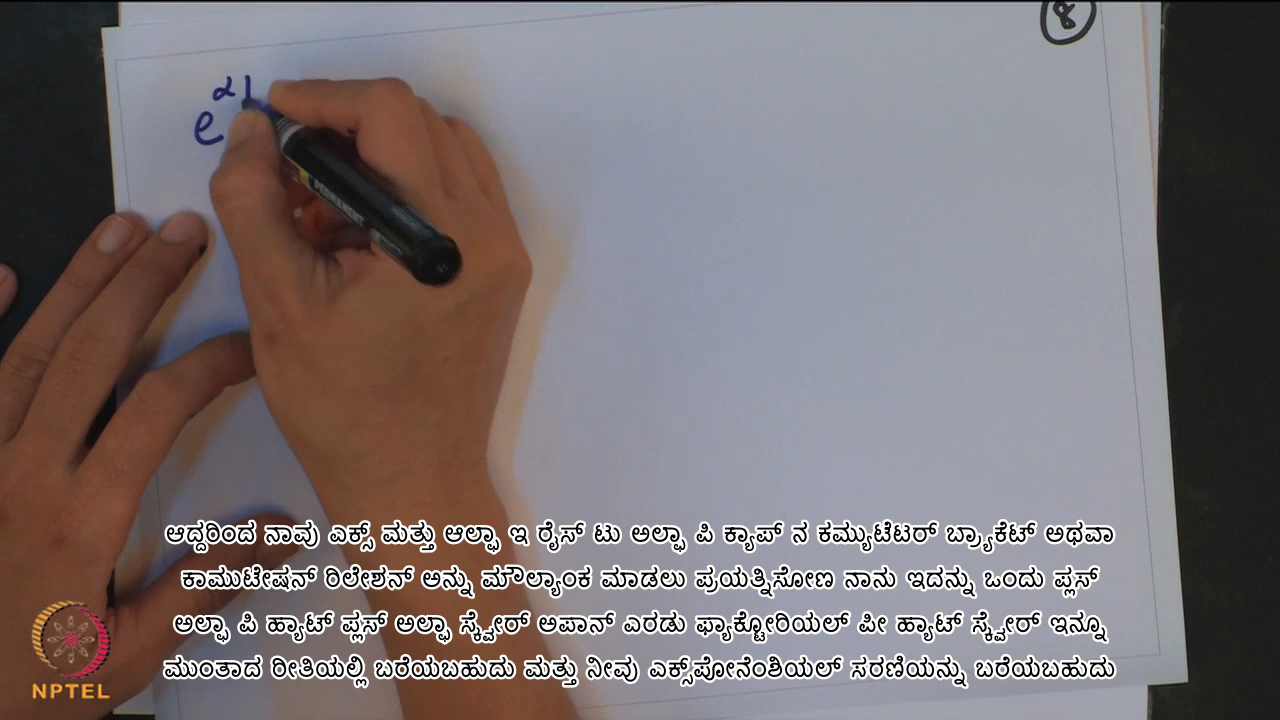 8
e^α
ಆದ್ದರಿಂದ ನಾವು ಎಕ್ಸ್ ಮತ್ತು ಆಲ್ಫಾ ಇ ರೈಸ್ ಟು ಅಲ್ಫಾ ಪಿ ಕ್ಯಾಪ್ ನ ಕಮ್ಯುಟೆಟರ್ ಬ್ರ್ಯಾಕೆಟ್ ಅಥವಾ
ಕಾಮುಟೇಷನ್ ರಿಲೇಶನ್ ಅನ್ನು ಮೌಲ್ಯಾಂಕ ಮಾಡಲು ಪ್ರಯತ್ನಿಸೋಣ ನಾನು ಇದನ್ನು ಒಂದು ಪ್ಲಸ್
ಅಲ್ಫಾ ಪಿ ಹ್ಯಾಟ್ ಪ್ಲಸ್ ಅಲ್ಫಾ ಸ್ಕ್ವೇರ್ ಅಪಾನ್ ಎರಡು ಫ್ಯಾಕ್ಟೋರಿಯಲ್ ಪೀ ಹ್ಯಾಟ್ ಸ್ಕ್ವೇರ್ ಇನ್ನೂ
ಮುಂತಾದ ರೀತಿಯಲ್ಲಿ ಬರೆಯಬಹುದು ಮತ್ತು ನೀವು ಎಕ್ಸ್‌ಪೋನೆಂಶಿಯಲ್ ಸರಣಿಯನ್ನು ಬರೆಯಬಹುದು
NPTEL